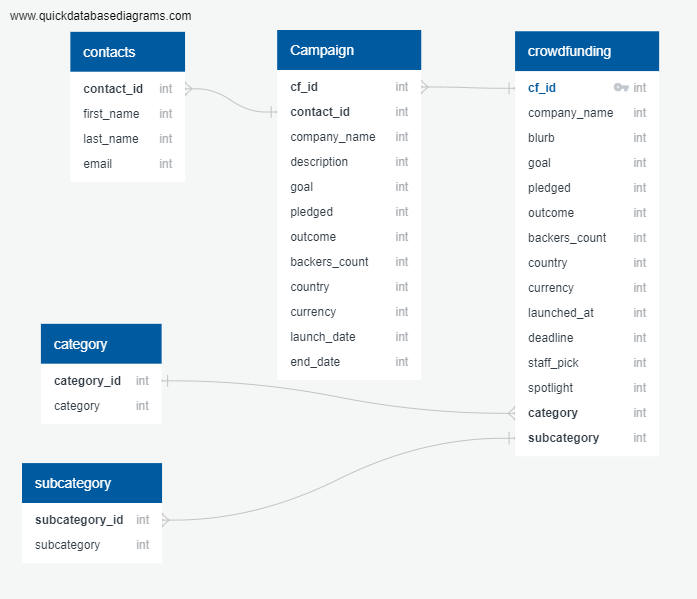 www.quickdatabasediagrams.com
contacts
contact_id int
first_name int
last_name int
email int
Campaign
cf_id int
contact_id int
company_name int
description int
goal int
pledged int
outcome int
backers_count int
country int
currency int
launch_date int
end_date int
crowdfunding
cf_id int
company_name int
blurb int
goal int
pledged int
outcome int
backers_count int
country int
currency int
launched_at int
deadline int
staff_pick int
spotlight int
category int
subcategory int
category
category_id int
category int
subcategory
subcategory_id int
subcategory int